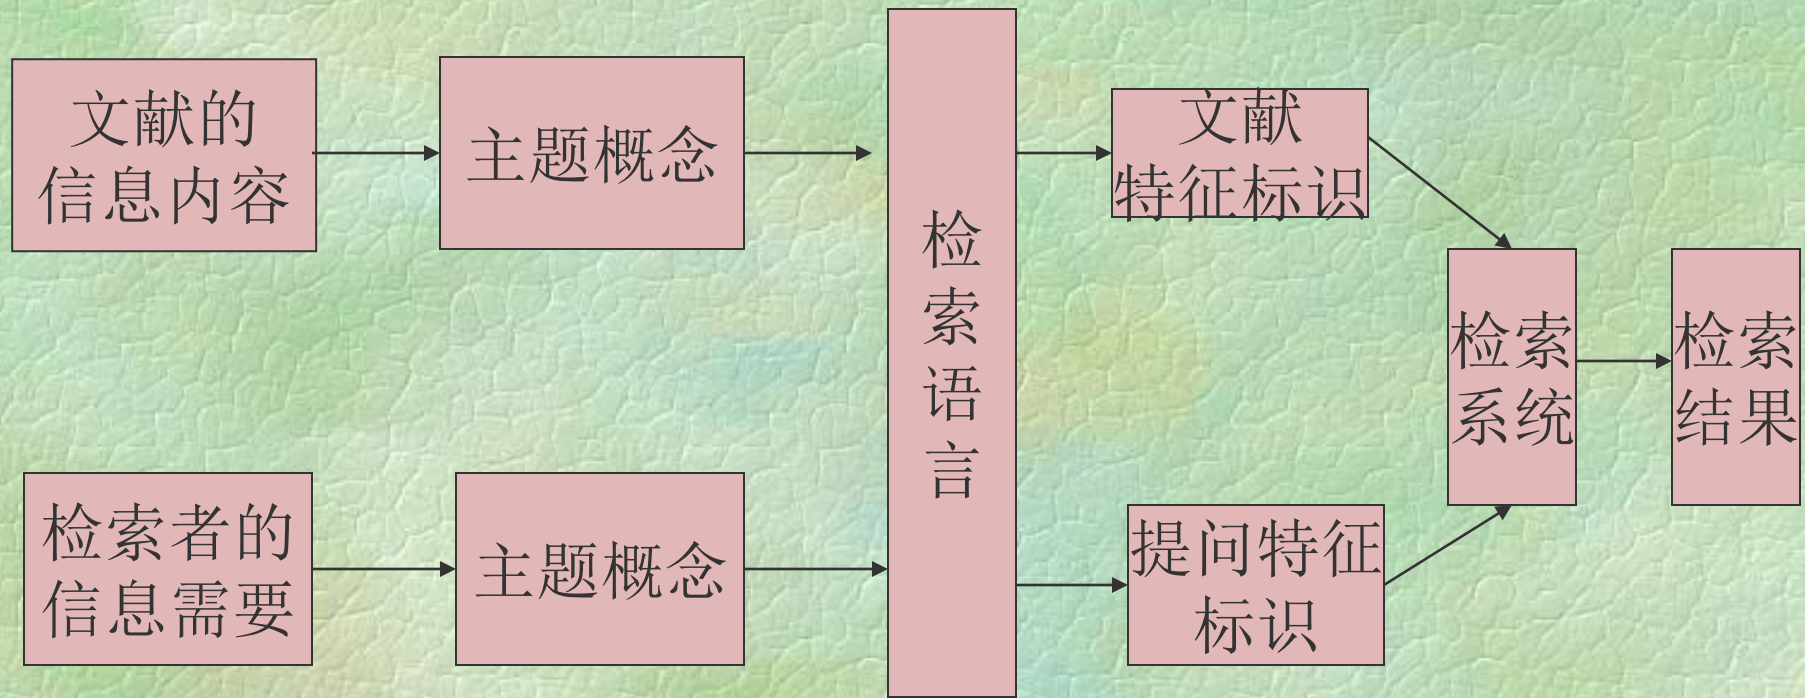 文献的
信息内容
主题概念
检
索
语
言
文献
特征标识
检索
系统
检索
结果
检索者的
信息需要
主题概念
提问特征
标识